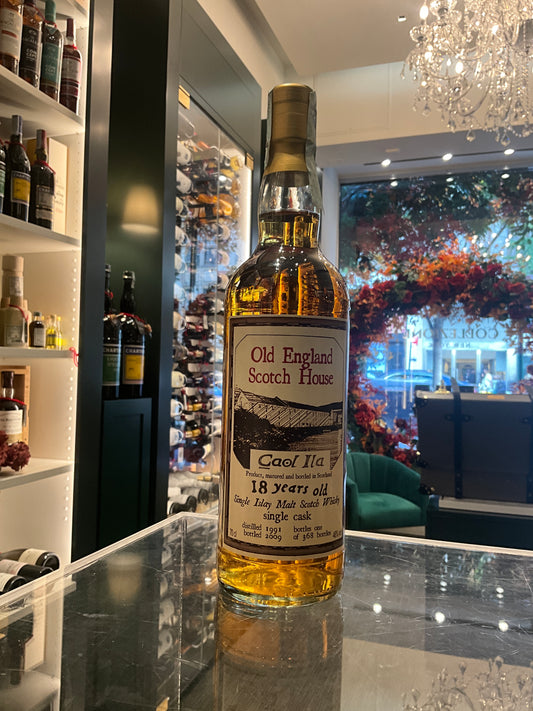 Old England
Scotch House
Caol Ila
Product, matured and bottled in Scotland
18 years old
Single Islay Malt Scotch Whisky
single cask
distilled 1991 bottles one
70cl bottled 2009 of 368 bottles
CHARTR